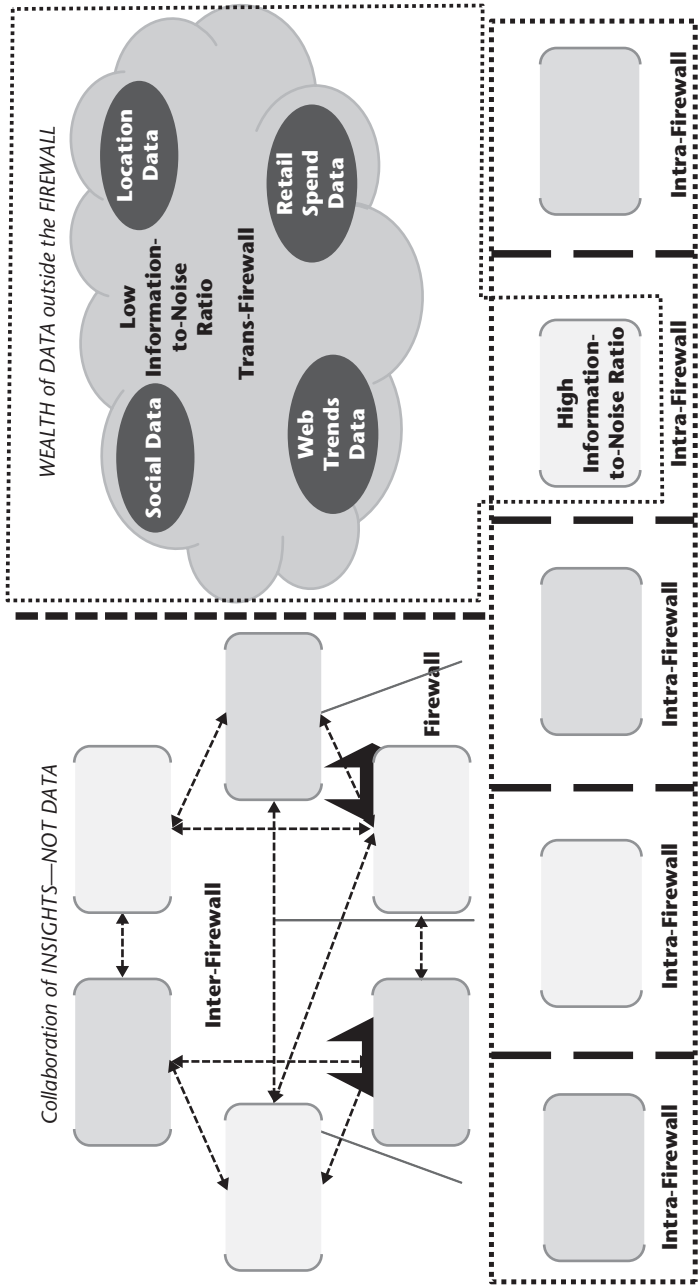 Collaboration of INSIGHTS—NOT DATA
Inter-Firewall
Firewall
WEALTH of DATA outside the FIREWALL
Social Data
Low
Information-
to-Noise
Ratio
Location
Data
Trans-Firewall
Web
Trends
Data
Retail
Spend
Data
Intra-Firewall
Intra-Firewall
Intra-Firewall
High
Information-
to-Noise Ratio
Intra-Firewall
Intra-Firewall